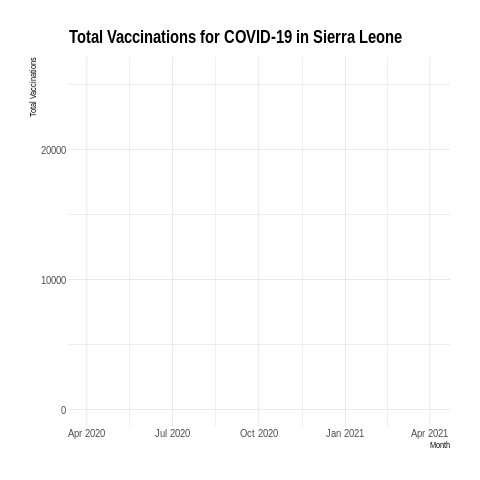 Total Vaccinations for COVID-19 in Sierra Leone
Total Vaccinations
20000
10000
0
Apr 2020 Jul 2020 Oct 2020 Jan 2021 Apr 2021
Month